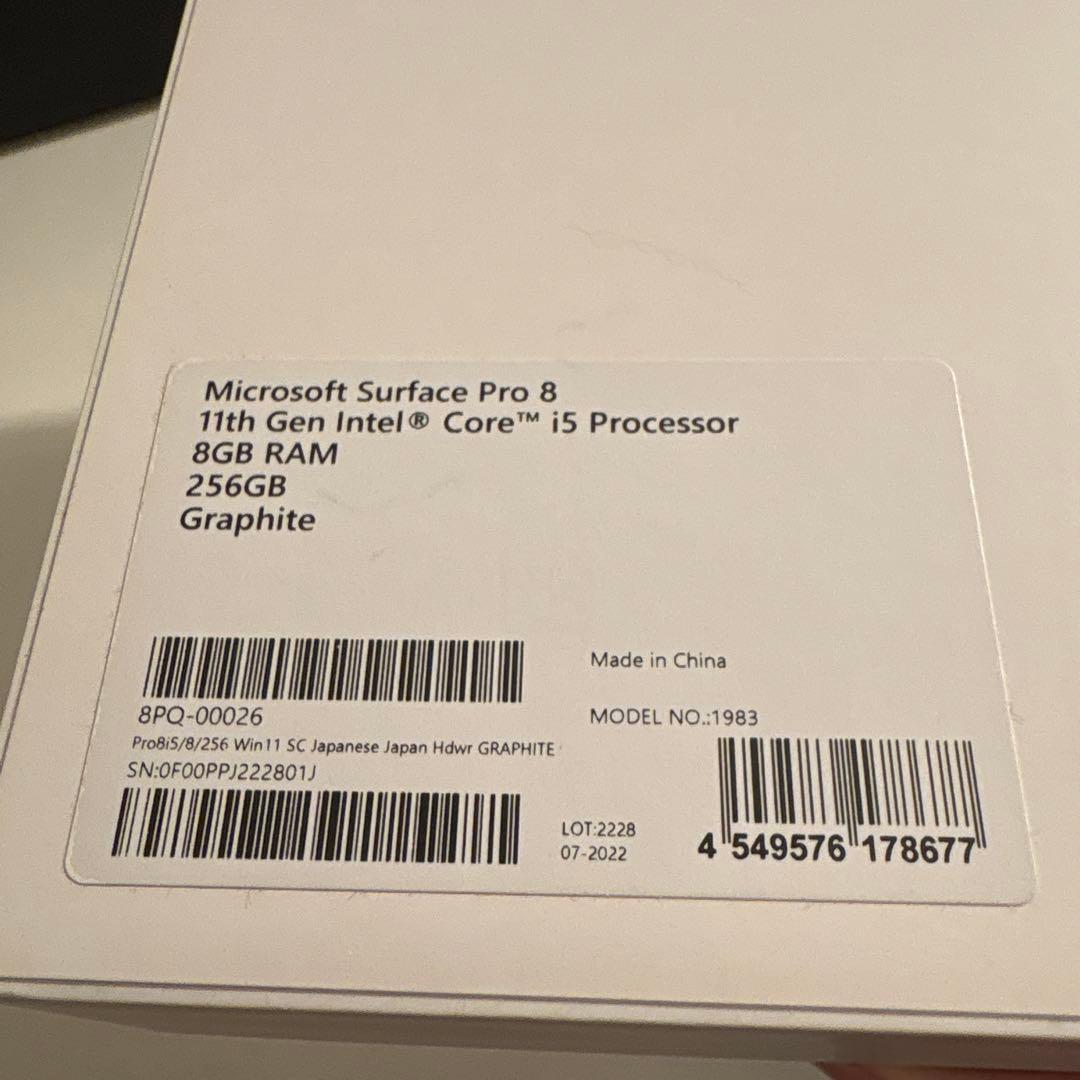 Microsoft Surface Pro 8
11th Gen Intel® Core™ i5 Processor
8GB RAM
256GB
Graphite
8PQ-00026
Pro8i5/8/256 Win11 SC Japanese Japan Hdwr GRAPHITE
SN:0F00PPJ222801J
Made in China
MODEL NO.:1983
LOT:2228
07-2022
4 549576 178677